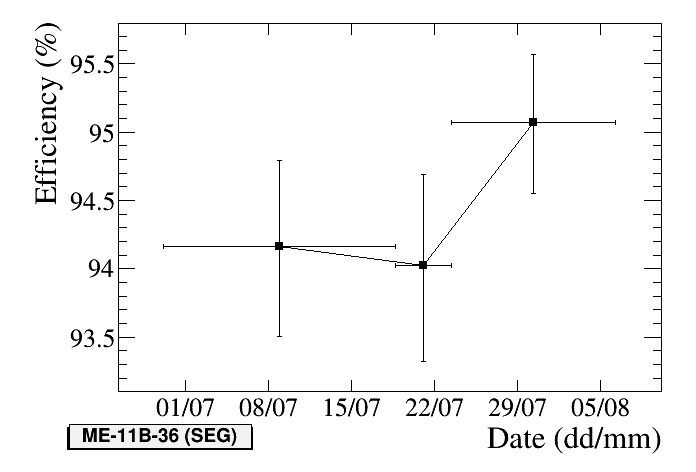 Efficiency (%)
95.5
95
94.5
94
93.5
01/07 08/07 15/07 22/07 29/07 05/08
ME-11B-36 (SEG)
Date (dd/mm)